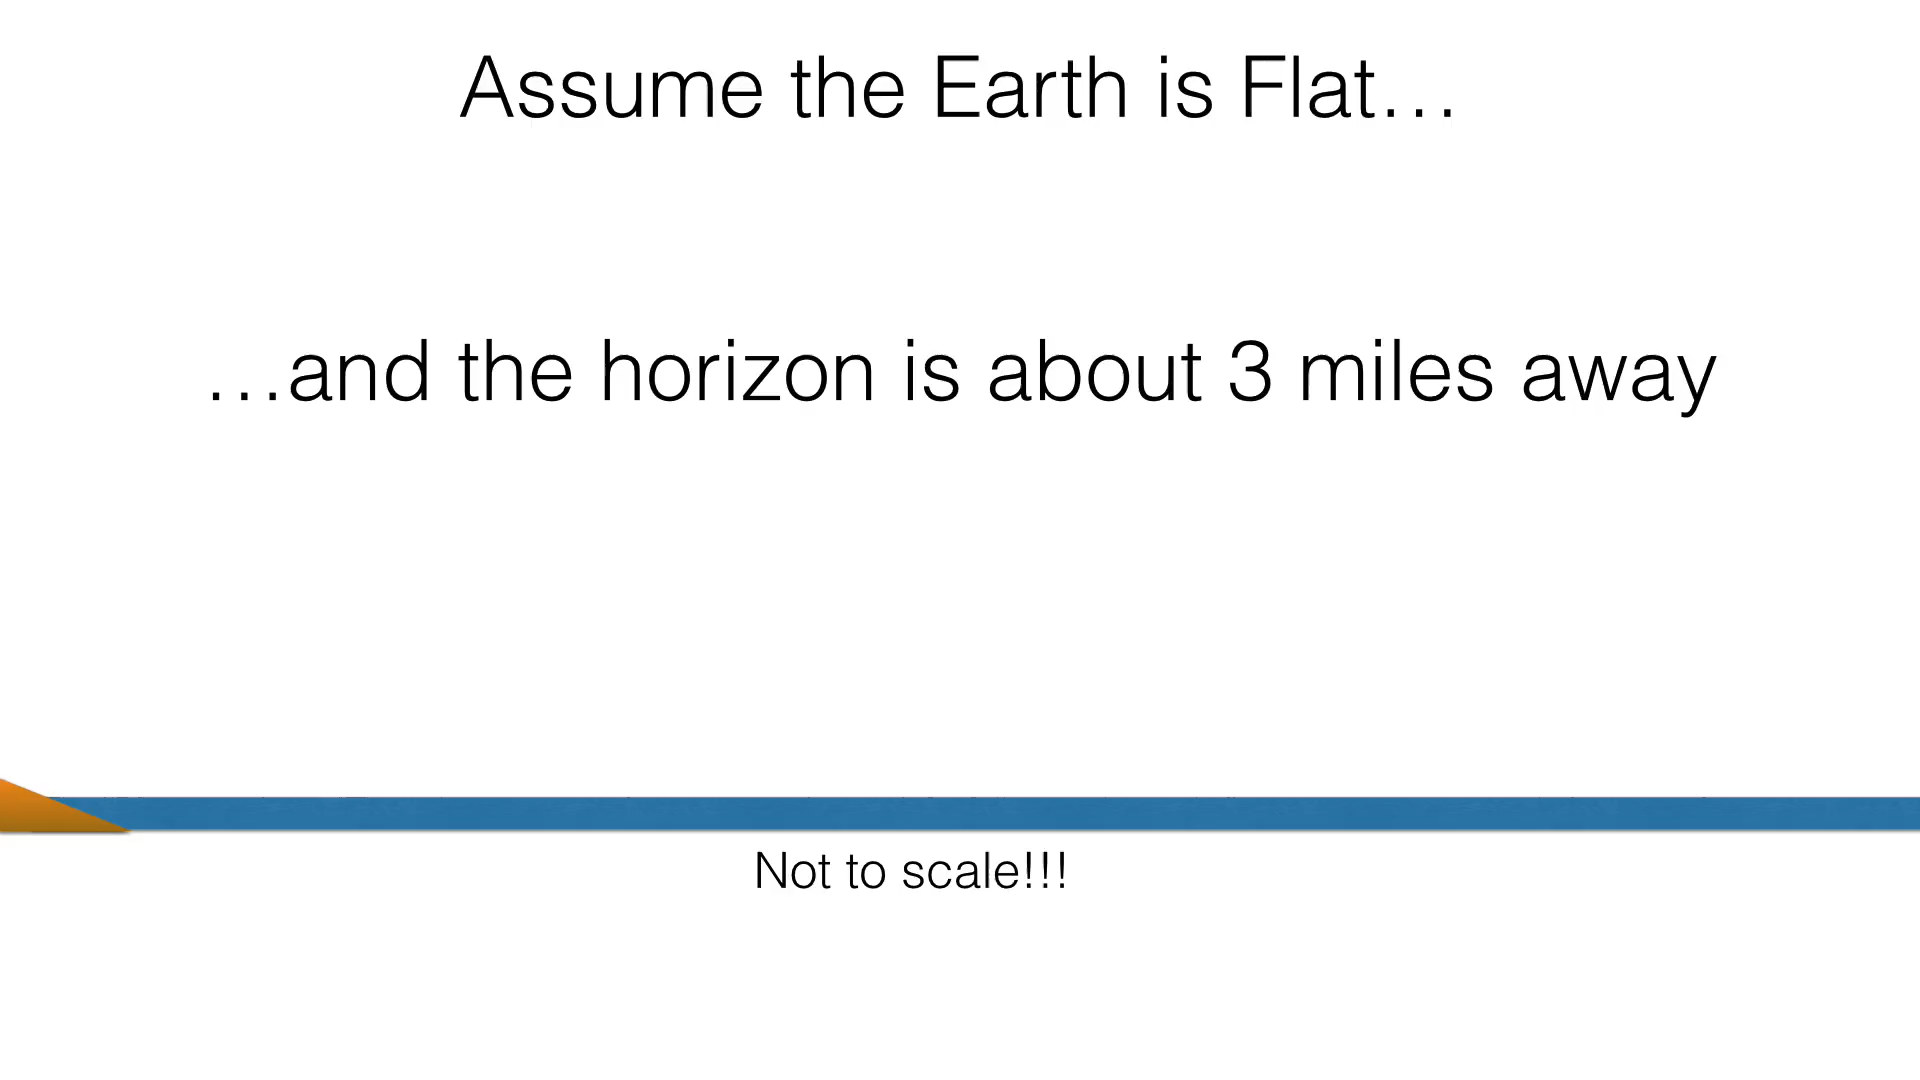 Assume the Earth is Flat…
…and the horizon is about 3 miles away
Not to scale!!!